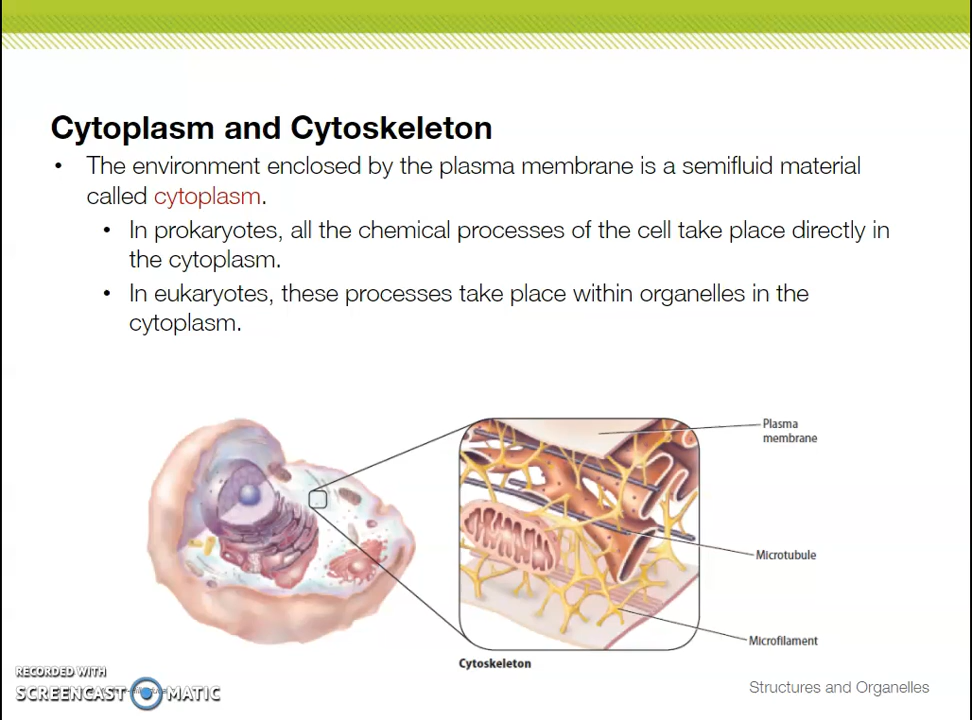 Cytoplasm and Cytoskeleton
• The environment enclosed by the plasma membrane is a semifluid material
called cytoplasm.
• In prokaryotes, all the chemical processes of the cell take place directly in
the cytoplasm.
• In eukaryotes, these processes take place within organelles in the
cytoplasm.
Plasma
membrane
Microtubule
Microfilament
Cytoskeleton
RECORDED WITH
SCREENCAST MATIC
Structures and Organelles